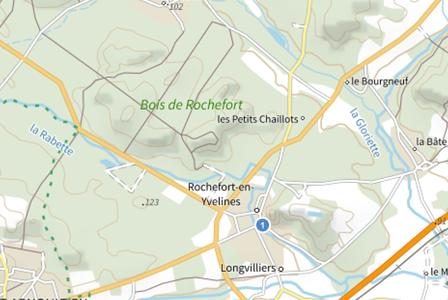 102
le Bourgneuf
Bois de Rochefort
les Petits Chaillots
la Gloriette
la Rabette
la Bâte
Rochefort-en-
Yvelines
123
1
91
Longvilliers